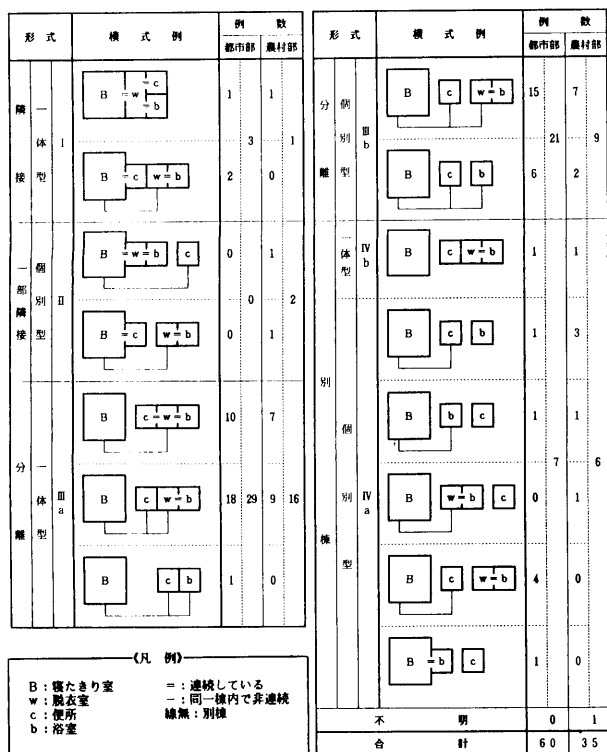 形式 模式例 例数
都市部 農村部
隣接 一体型 I
B = w = c = b 1 1
3 1
B = c w = b 2 0
一部隣接 個別型 II
B = w = b c 0 1
0 2
B = c w = b 0 1
分離 一体型 IIIa
B c = w = b 10 7
B c w = b 18 29 9 16
B c b 1 0
《凡例》
B：寝たきり室 =：連続している
w：脱衣室 −：同一棟内で非連続
c：便所 線無：別棟
b：浴室
形式 模式例 例数
都市部 農村部
分離 個別型 IIIb
B c w = b 15 7
21 9
B c b 6 2
別棟 一体型 IVb
B c w = b 1 1
個別型 IVa
B c b 1 3
B b c 1 1
7 6
B w = b c 0 1
B c w = b 4 0
B = b c 1 0
不明 0 1
合計 60 35